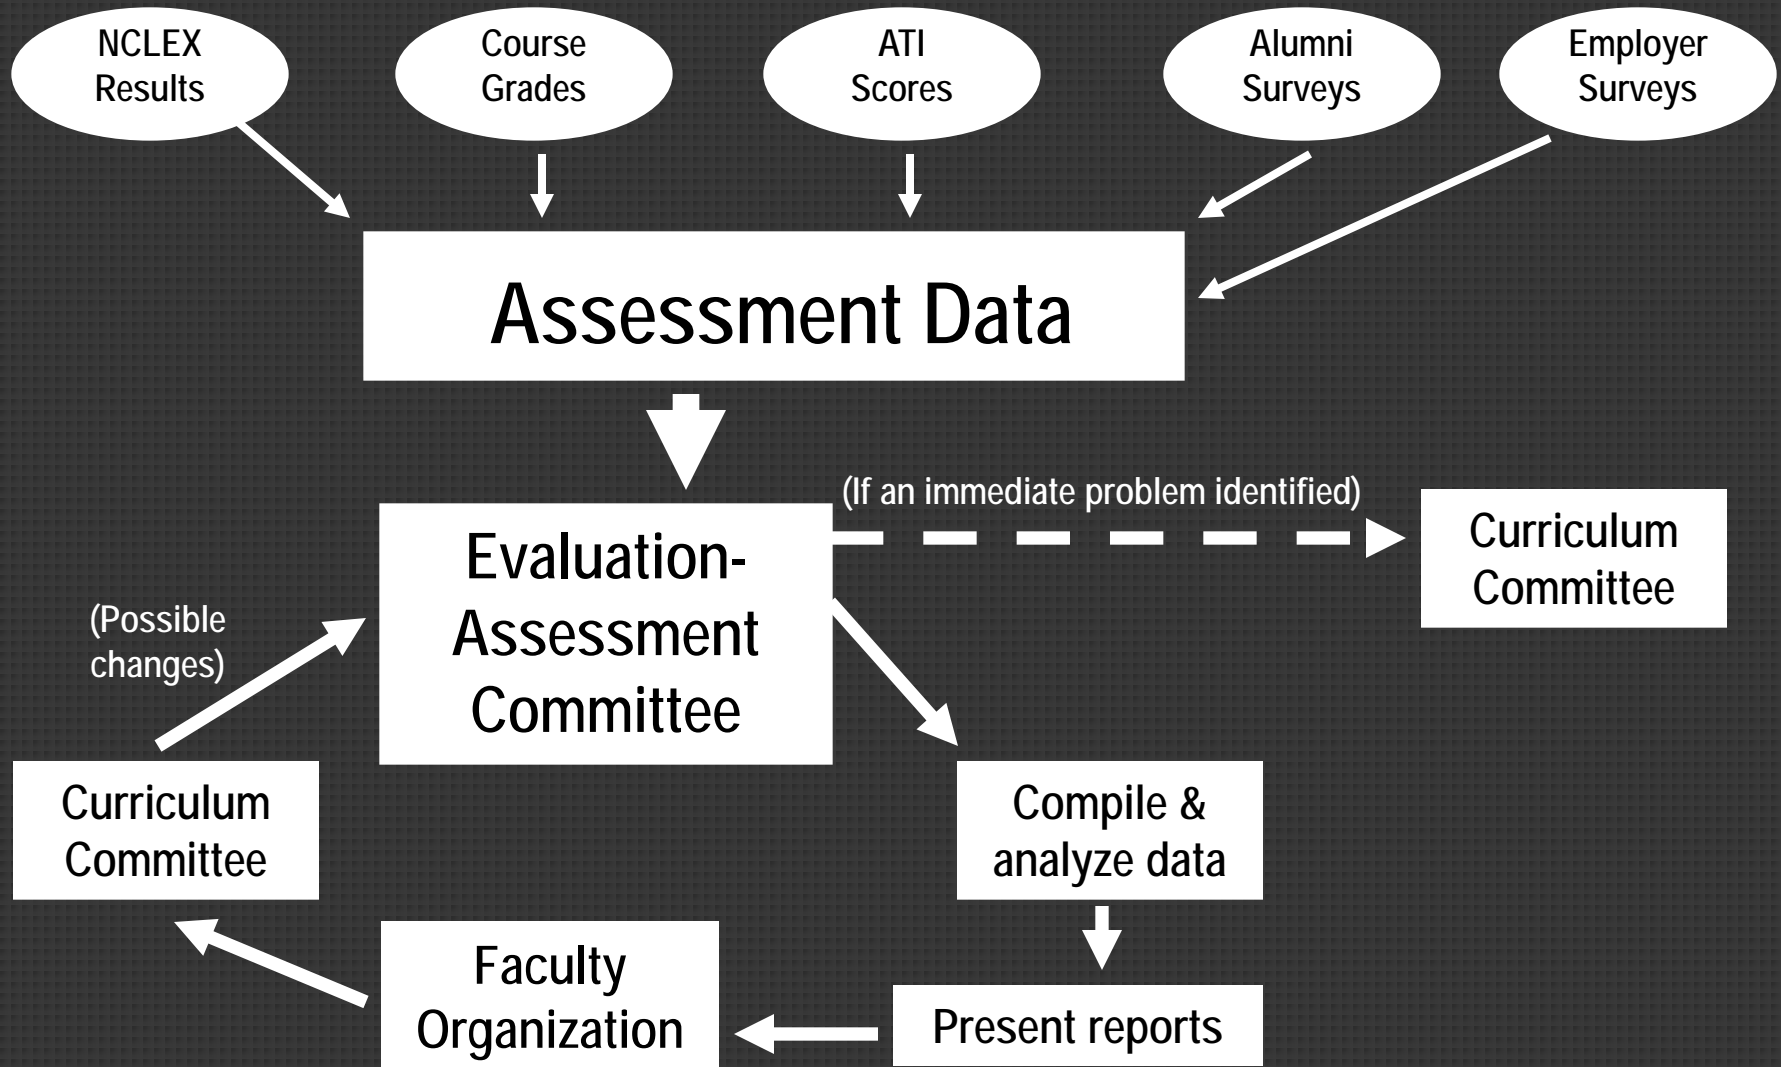 NCLEX
Results
Course
Grades
ATI
Scores
Alumni
Surveys
Employer
Surveys
Assessment Data
(If an immediate problem identified)
Evaluation-
Assessment
Committee
Curriculum
Committee
(Possible
changes)
Curriculum
Committee
Compile &
analyze data
Faculty
Organization
Present reports